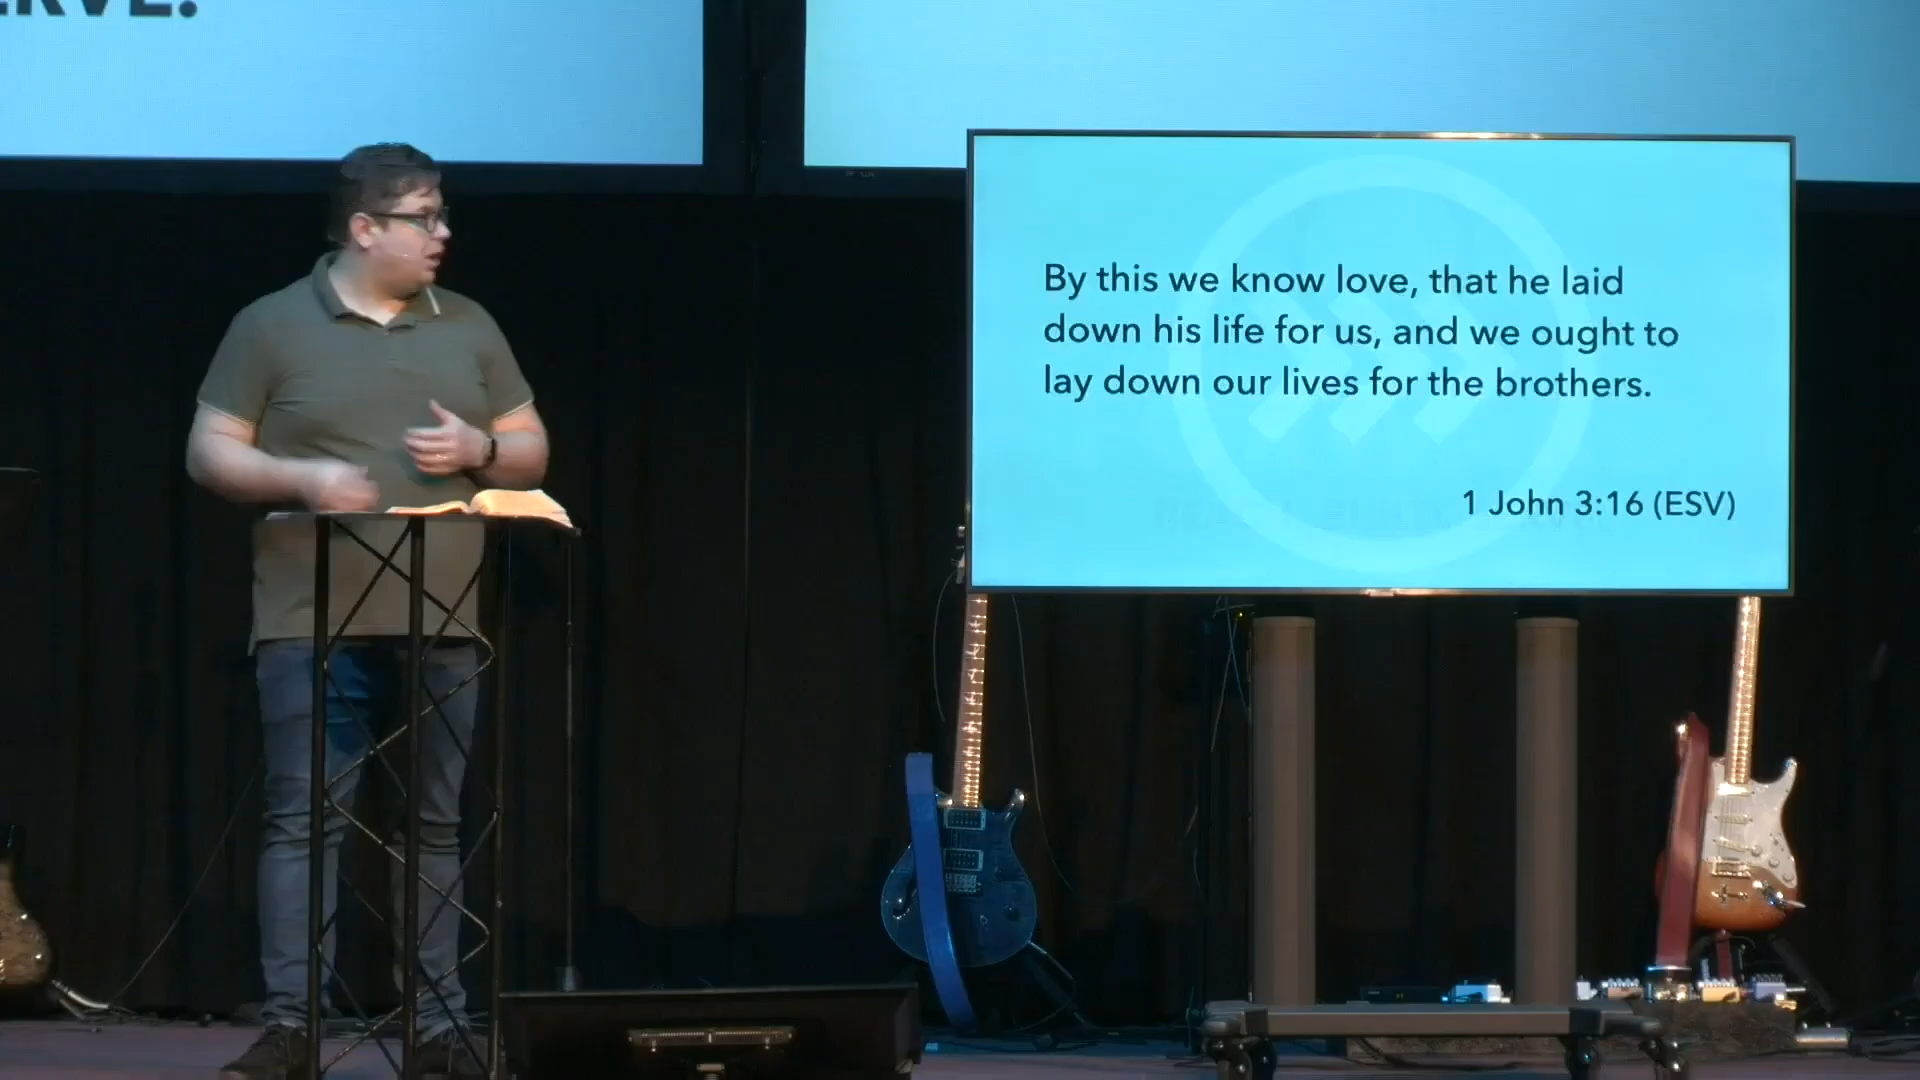 By this we know love, that he laid
down his life for us, and we ought to
lay down our lives for the brothers.
1 John 3:16 (ESV)